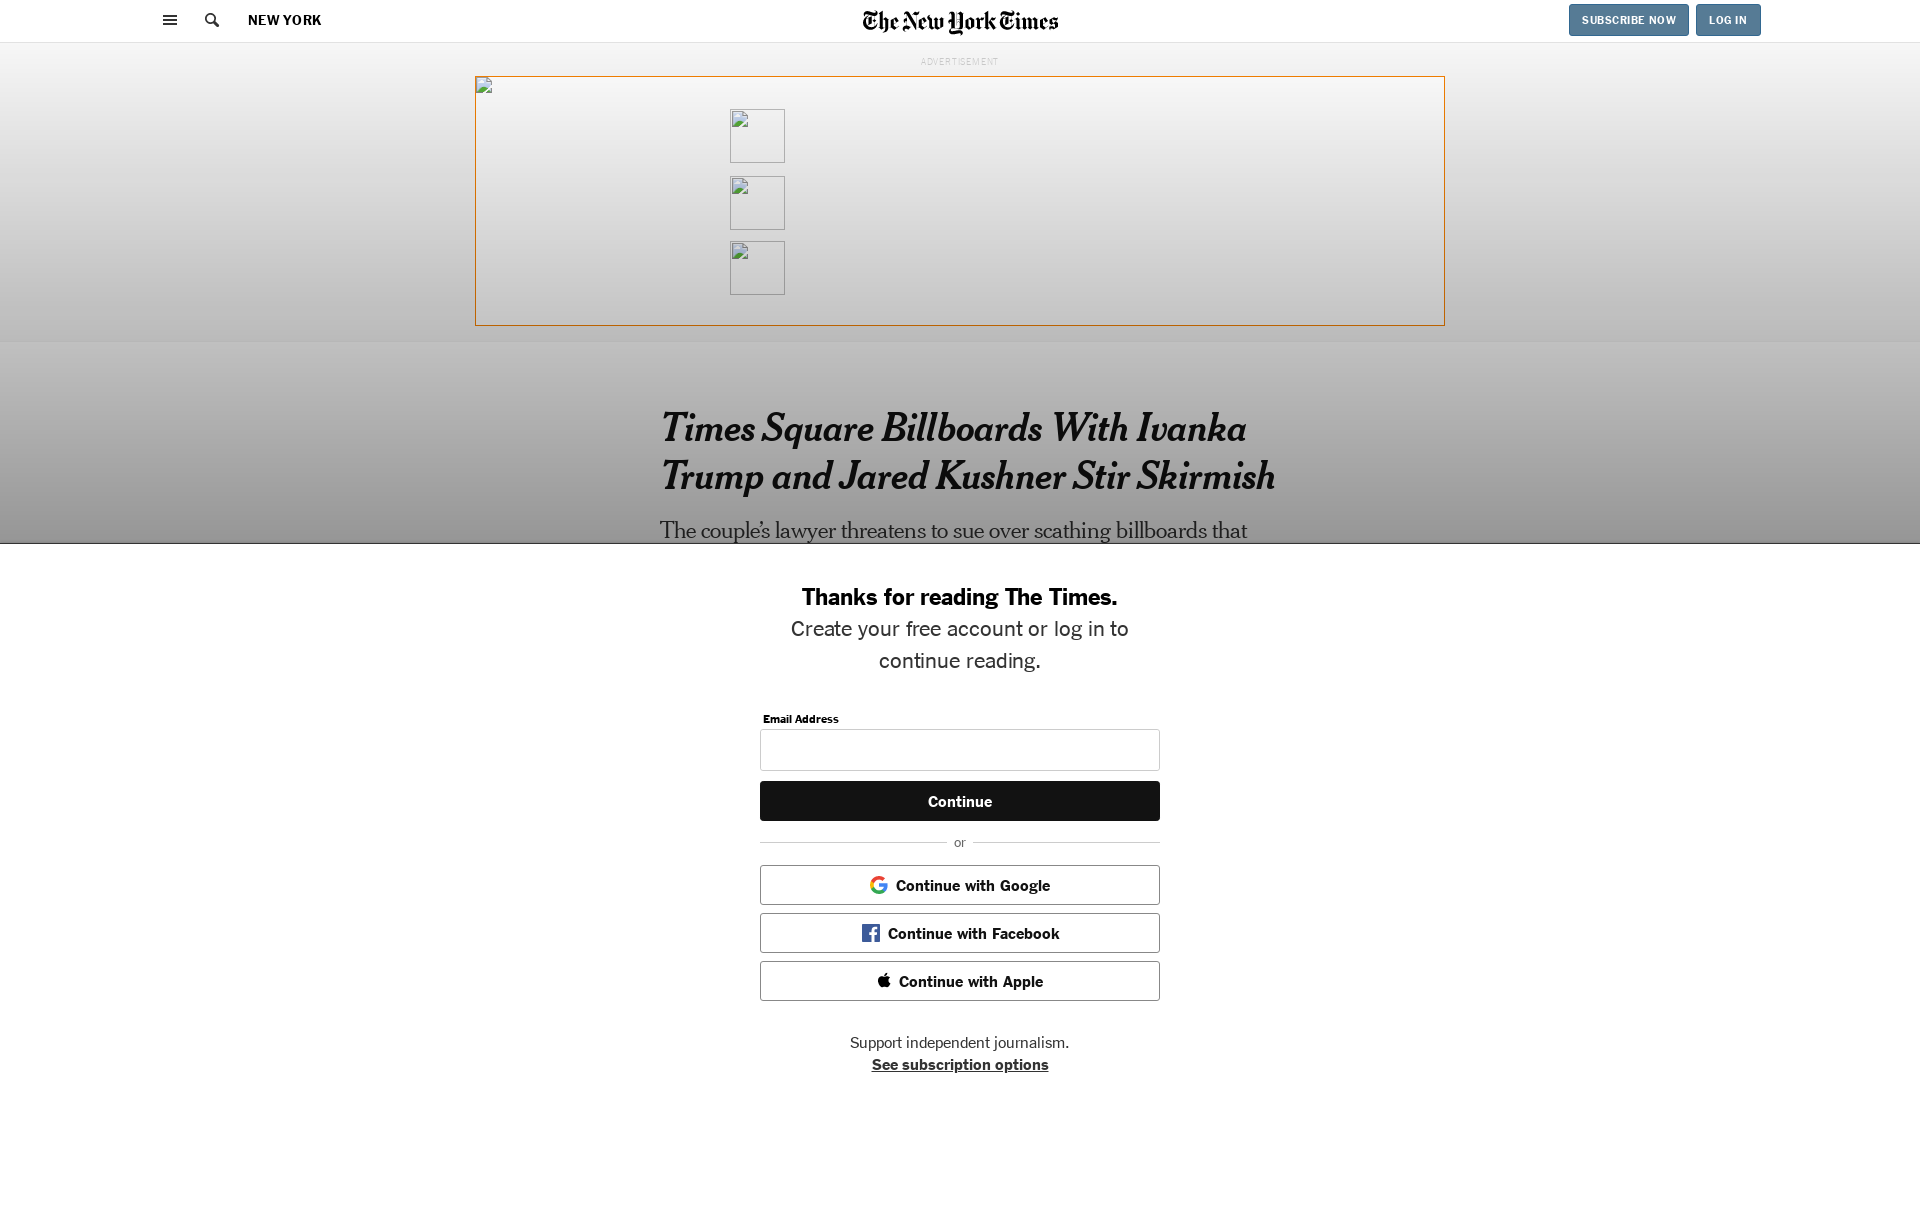 NEW YORK
The New York Times
SUBSCRIBE NOW
LOG IN
ADVERTISEMENT
Times Square Billboards With Ivanka
Trump and Jared Kushner Stir Skirmish
The couple’s lawyer threatens to sue over scathing billboards that
Thanks for reading The Times.
Create your free account or log in to
continue reading.
Email Address
Continue
or
Continue with Google
Continue with Facebook
Continue with Apple
Support independent journalism.
See subscription options